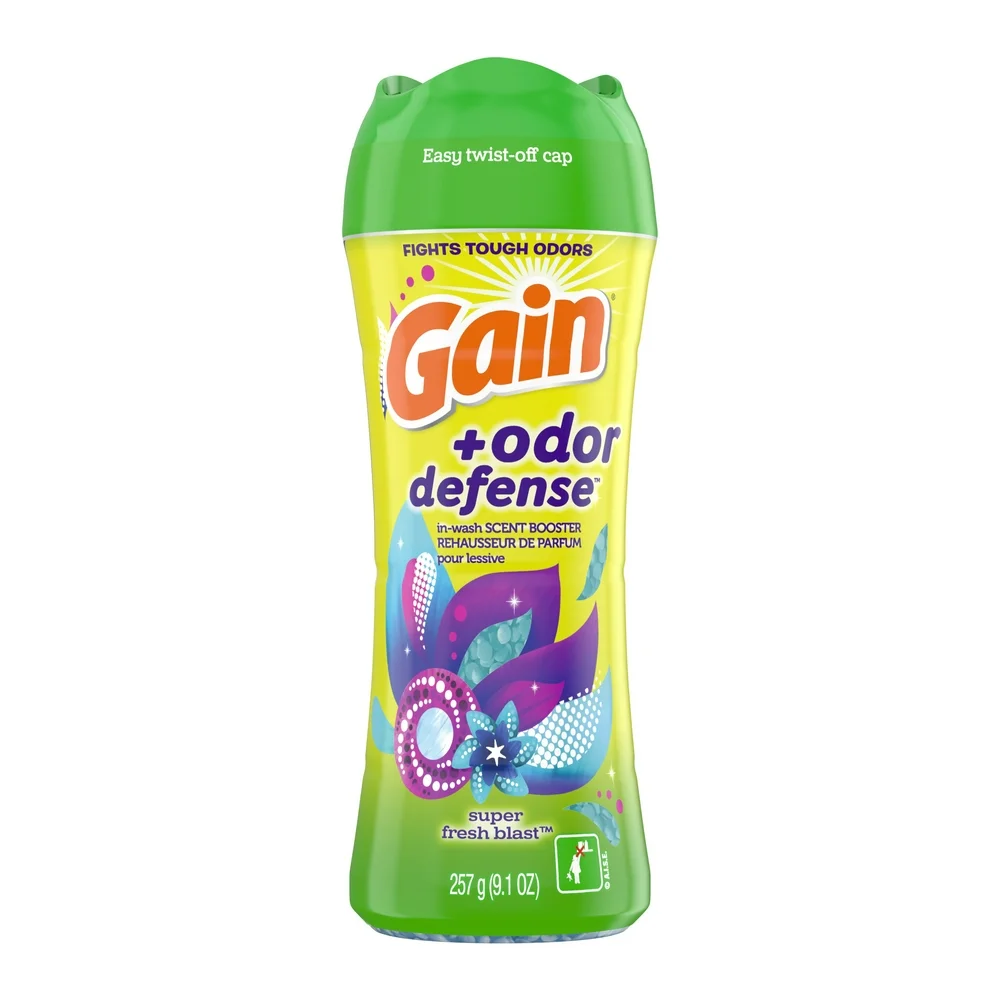 Easy twist-off cap
FIGHTS TOUGH ODORS
Gain
+odor
defense™
in-wash SCENT BOOSTER
REHAUSSEUR DE PARFUM
pour lessive
super
fresh blast™
257 g (9.1 OZ)
© A.I.S.E.